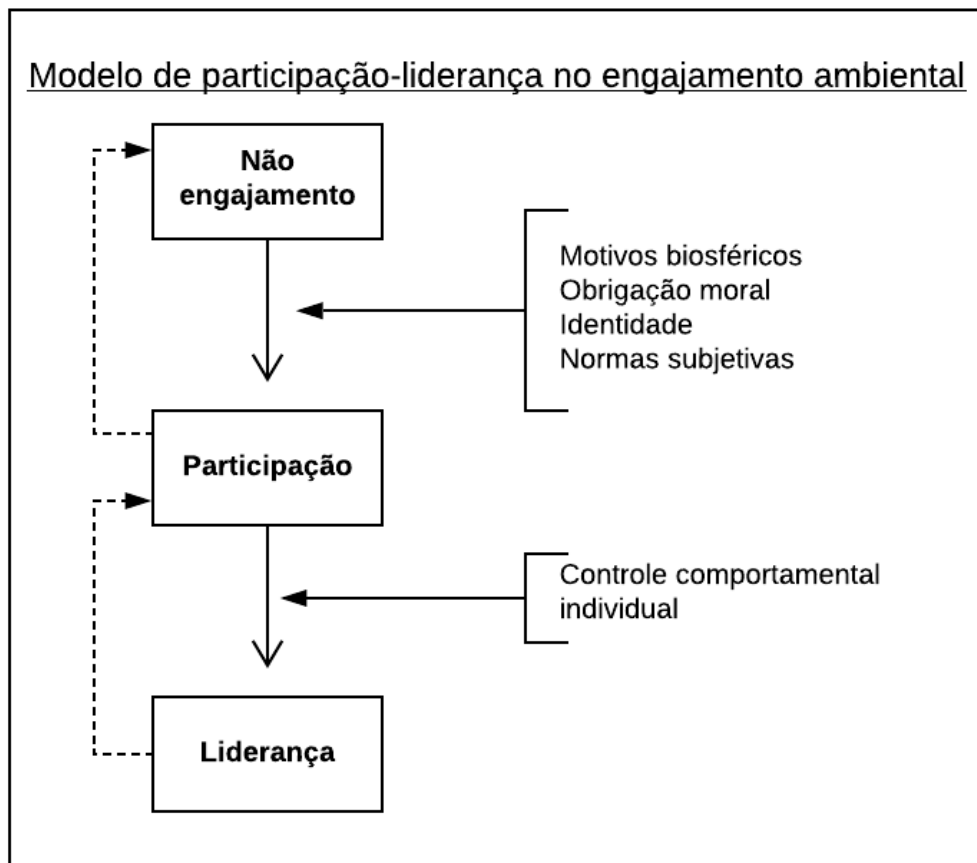 Modelo de participação-liderança no engajamento ambiental
Não
engajamento
Motivos biosféricos
Obrigação moral
Identidade
Normas subjetivas
Participação
Controle comportamental
individual
Liderança